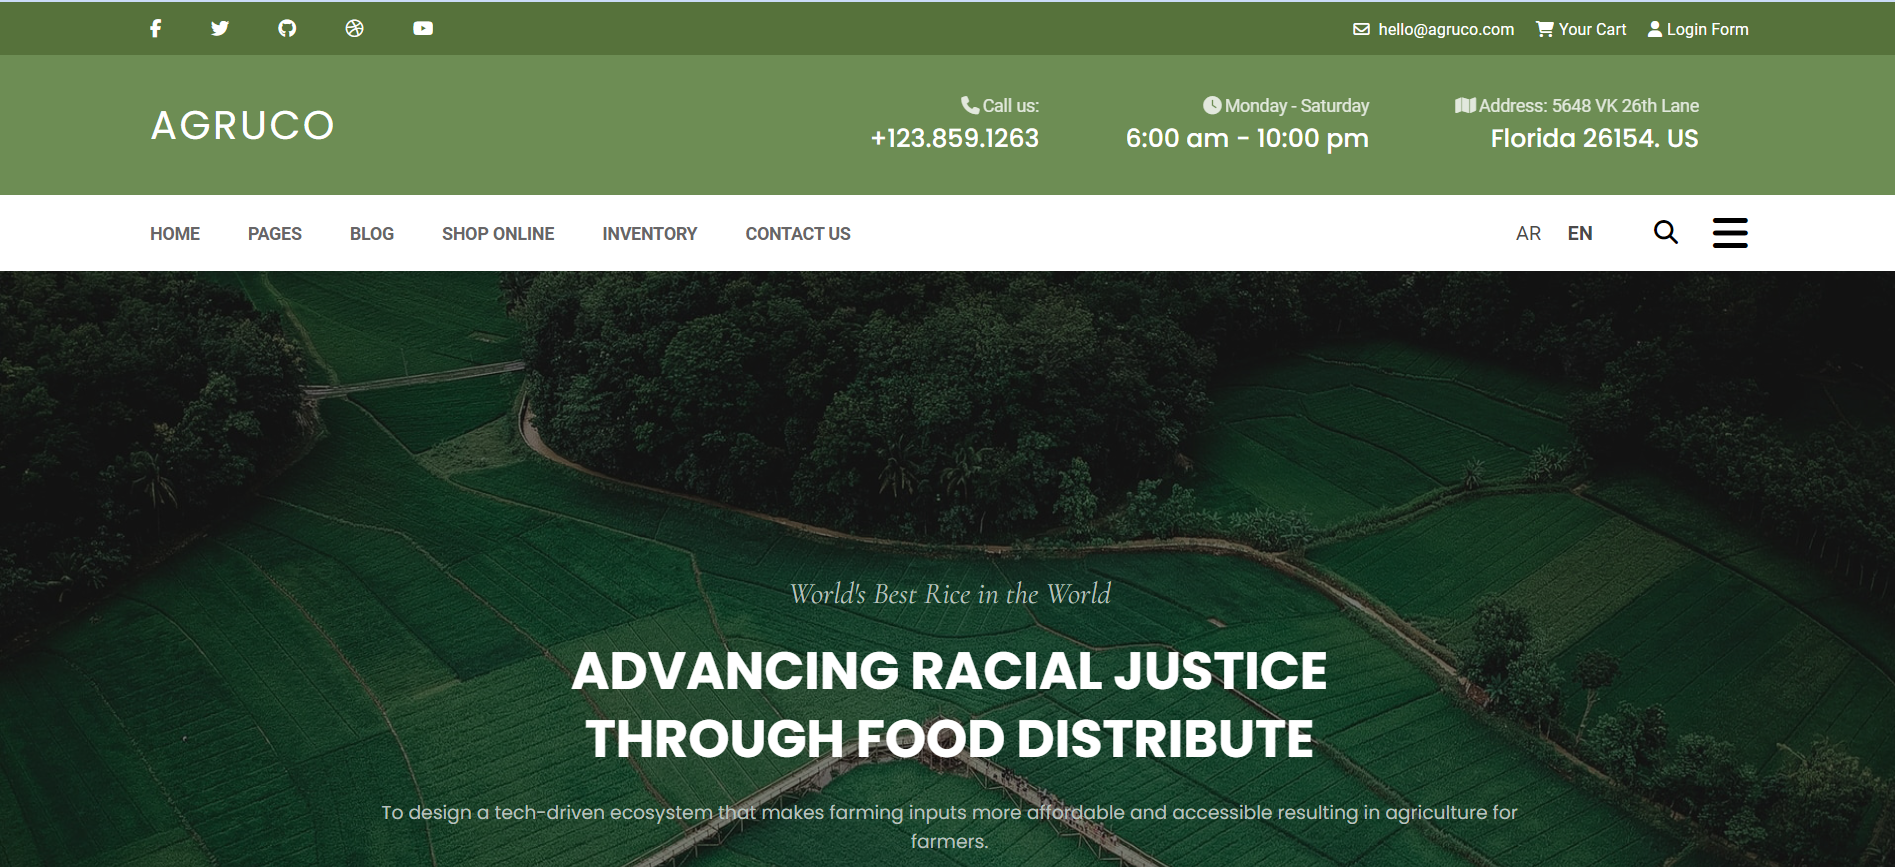 hello@agruco.com Your Cart Login Form
AGRUCO
Call us:
+123.859.1263
Monday - Saturday
6:00 am - 10:00 pm
Address: 5648 VK 26th Lane
Florida 26154. US
HOME PAGES BLOG SHOP ONLINE INVENTORY CONTACT US AR EN
World's Best Rice in the World
ADVANCING RACIAL JUSTICE
THROUGH FOOD DISTRIBUTE
To design a tech-driven ecosystem that makes farming inputs more affordable and accessible resulting in agriculture for
farmers.